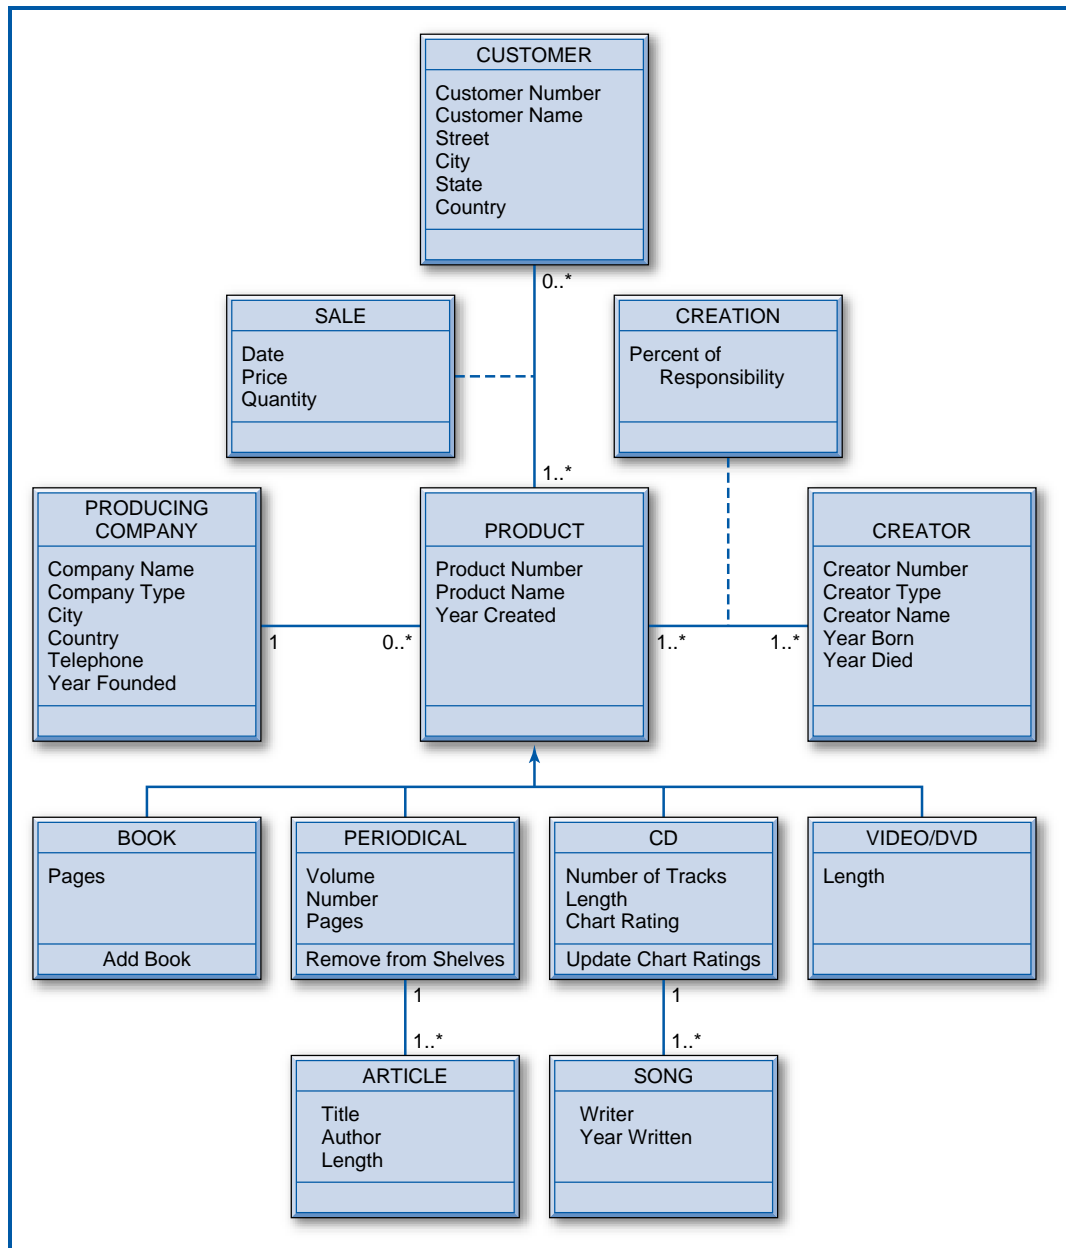 CUSTOMER
Customer Number
Customer Name
Street
City
State
Country
0..*
SALE
Date
Price
Quantity
CREATION
Percent of
Responsibility
1..*
PRODUCING
COMPANY
Company Name
Company Type
City
Country
Telephone
Year Founded
1
0..*
PRODUCT
Product Number
Product Name
Year Created
1..*
1..*
CREATOR
Creator Number
Creator Type
Creator Name
Year Born
Year Died
BOOK
Pages
Add Book
PERIODICAL
Volume
Number
Pages
Remove from Shelves
CD
Number of Tracks
Length
Chart Rating
Update Chart Ratings
VIDEO/DVD
Length
1
1..*
1
1..*
ARTICLE
Title
Author
Length
SONG
Writer
Year Written